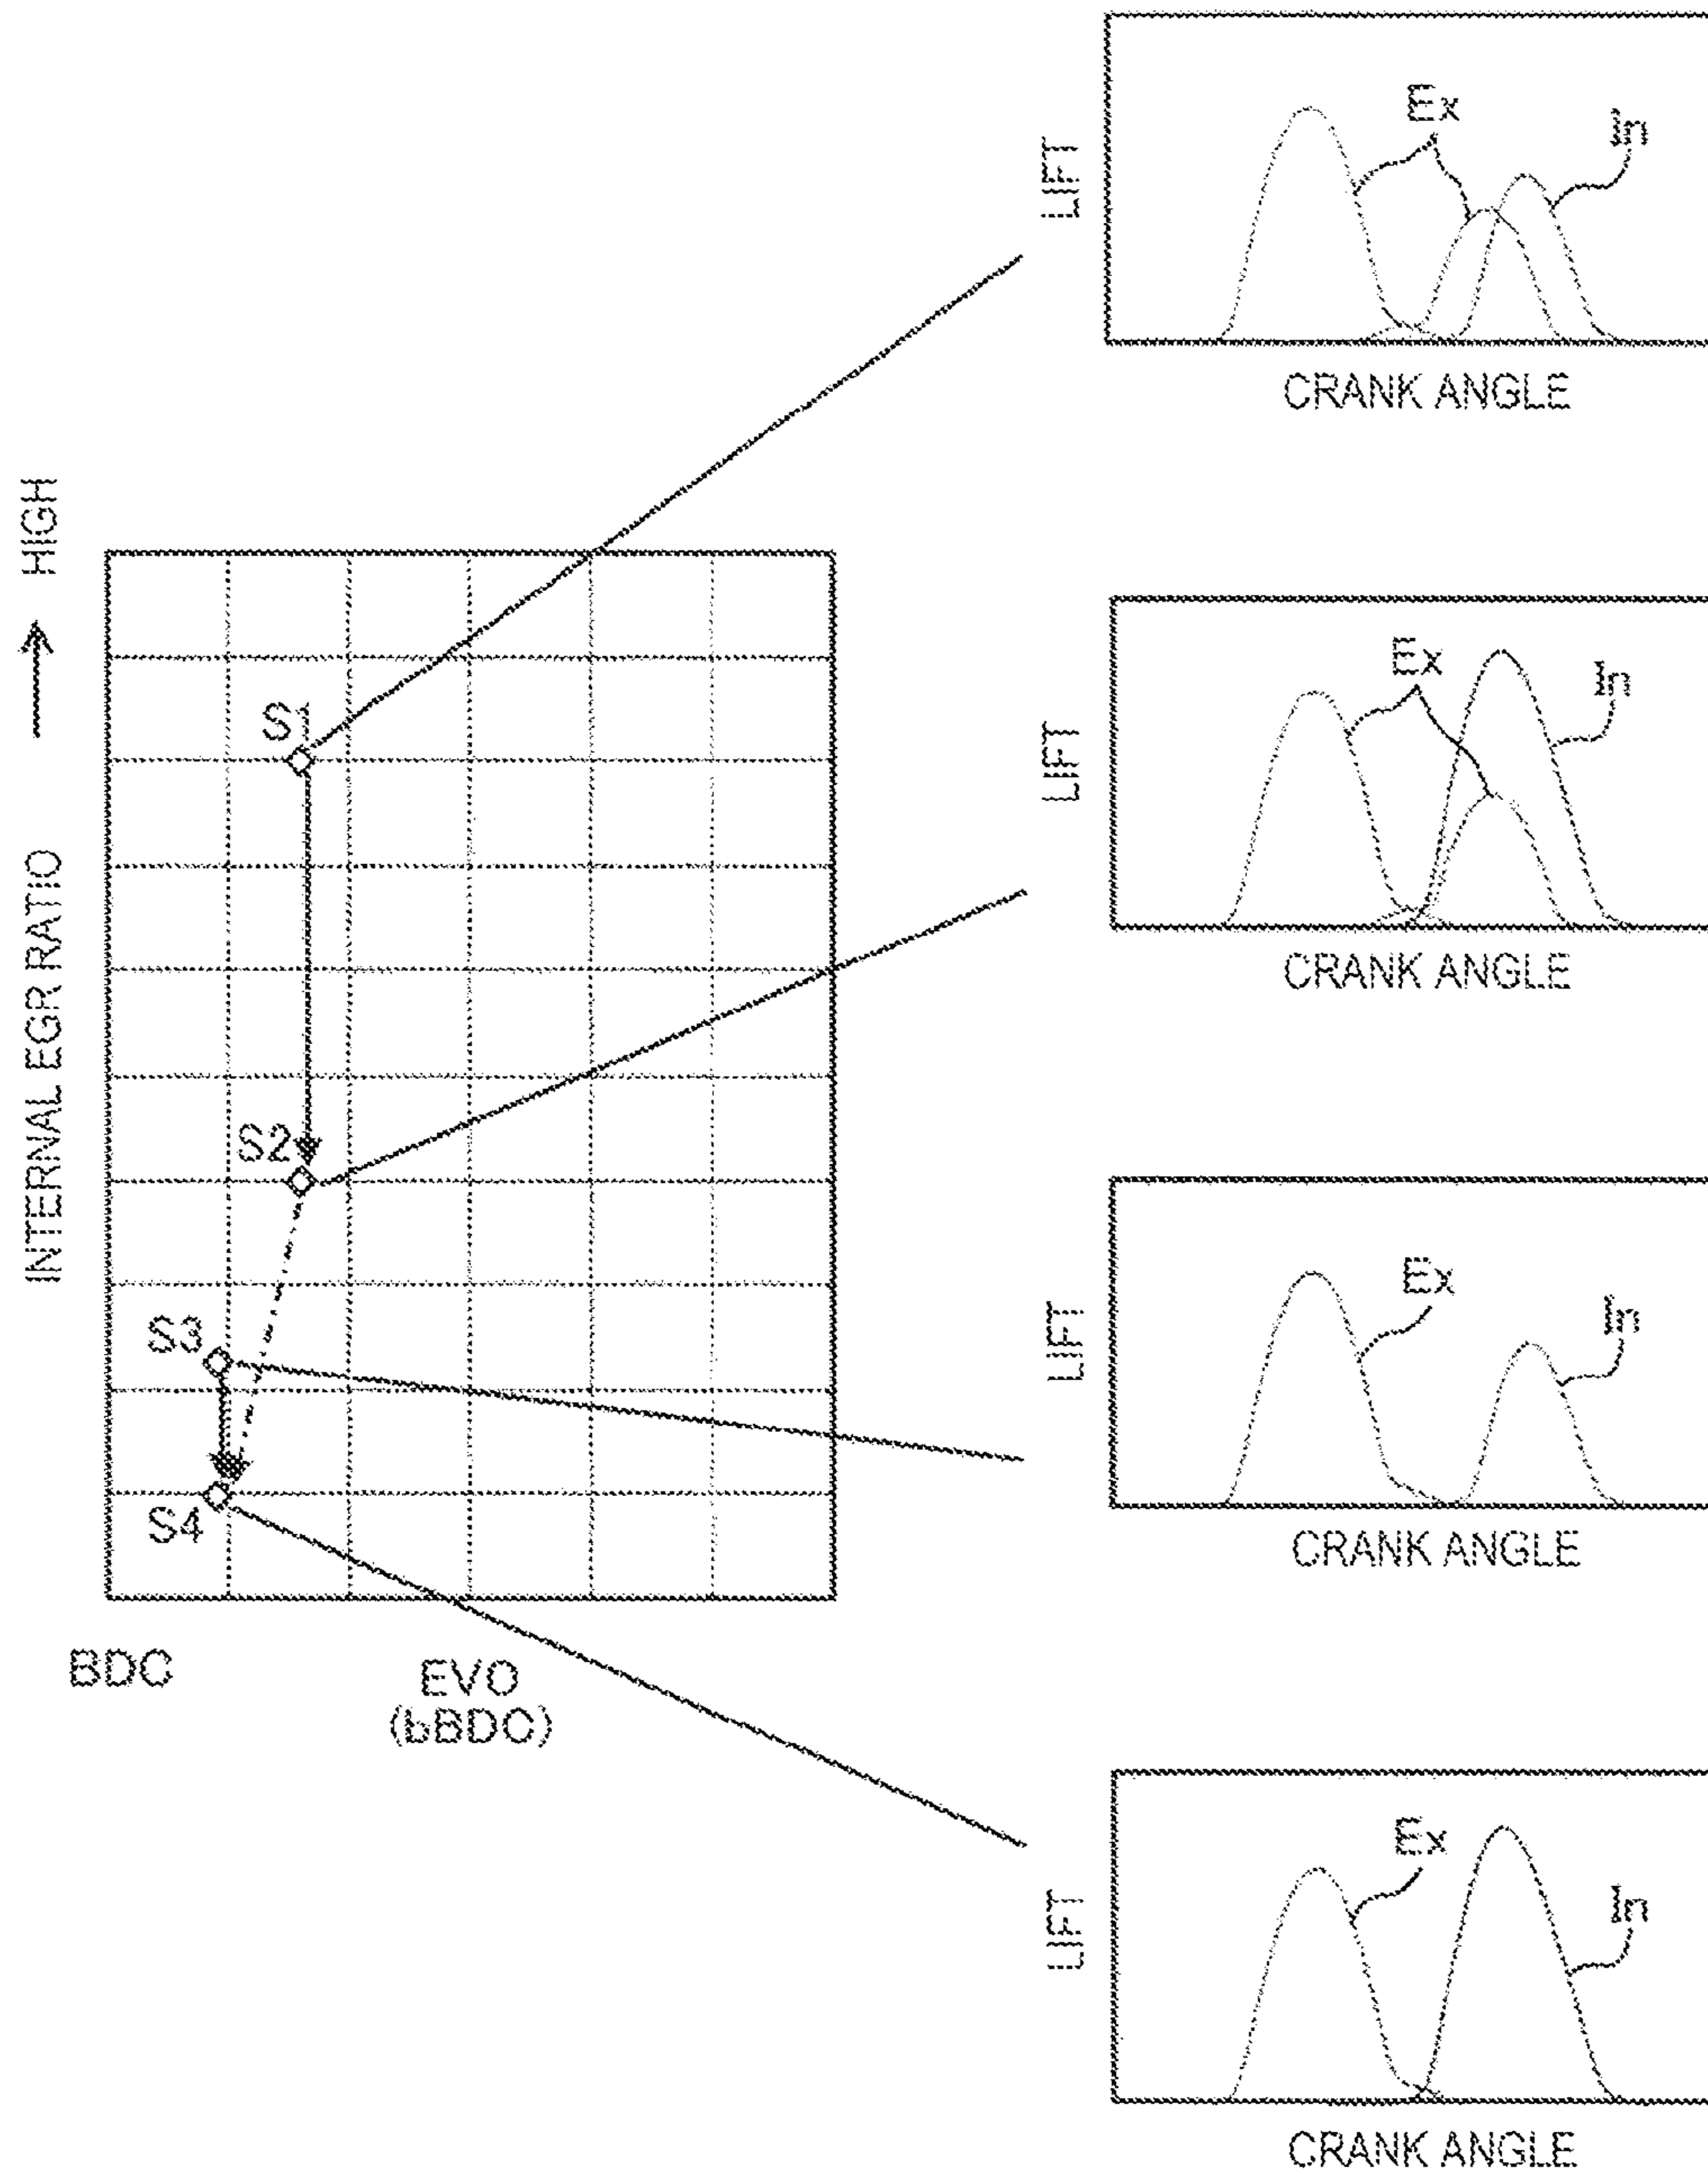 INTERNAL EGR RATIO → HIGH
S1
S2
S3
S4
BDC
EVO
(bBDC)
LIFT
Ex
In
CRANK ANGLE
LIFT
Ex
In
CRANK ANGLE
LIFT
Ex
In
CRANK ANGLE
LIFT
Ex
In
CRANK ANGLE